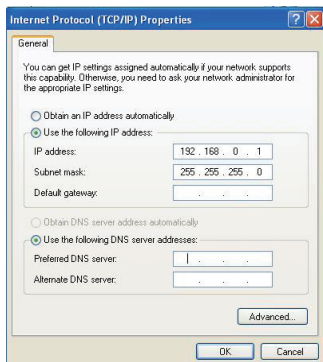 Internet Protocol (TCP/IP) Properties
General
You can get IP settings assigned automatically if your network supports
this capability. Otherwise, you need to ask your network administrator for
the appropriate IP settings.
Obtain an IP address automatically
Use the following IP address:
IP address: 192 . 168 . 0 . 1
Subnet mask: 255 . 255 . 255 . 0
Default gateway: . . .
Obtain DNS server address automatically
Use the following DNS server addresses:
Preferred DNS server: . . .
Alternate DNS server: . . .
Advanced...
OK Cancel